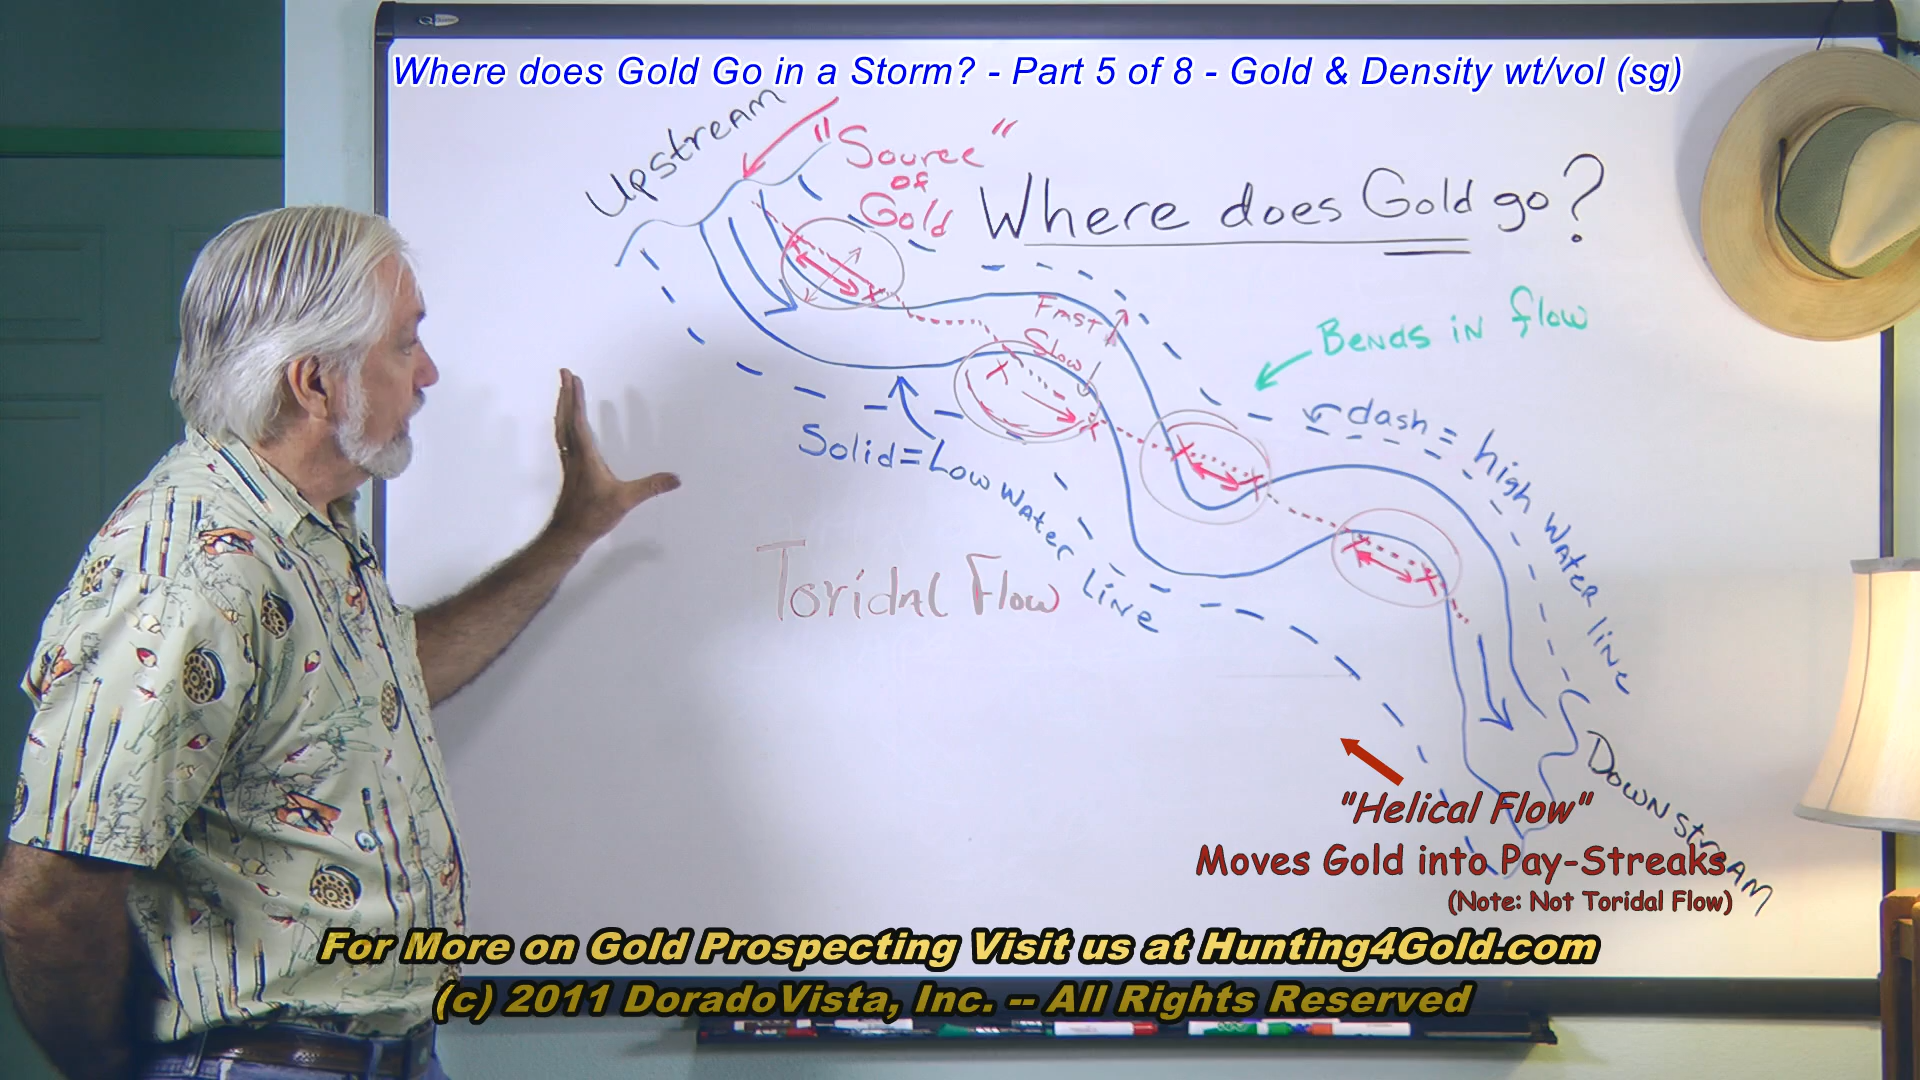 Where does Gold Go in a Storm? - Part 5 of 8 - Gold & Density wt/vol (sg)
Upstream
"Source"
of
Gold
Where does Gold go?
Fast
Slow
Bends in flow
dash = high water line
Solid = Low water Line
Toridal Flow
Downstream
"Helical Flow"
Moves Gold into Pay-Streaks
(Note: Not Toridal Flow)
For More on Gold Prospecting Visit us at Hunting4Gold.com
(c) 2011 DoradoVista, Inc. -- All Rights Reserved